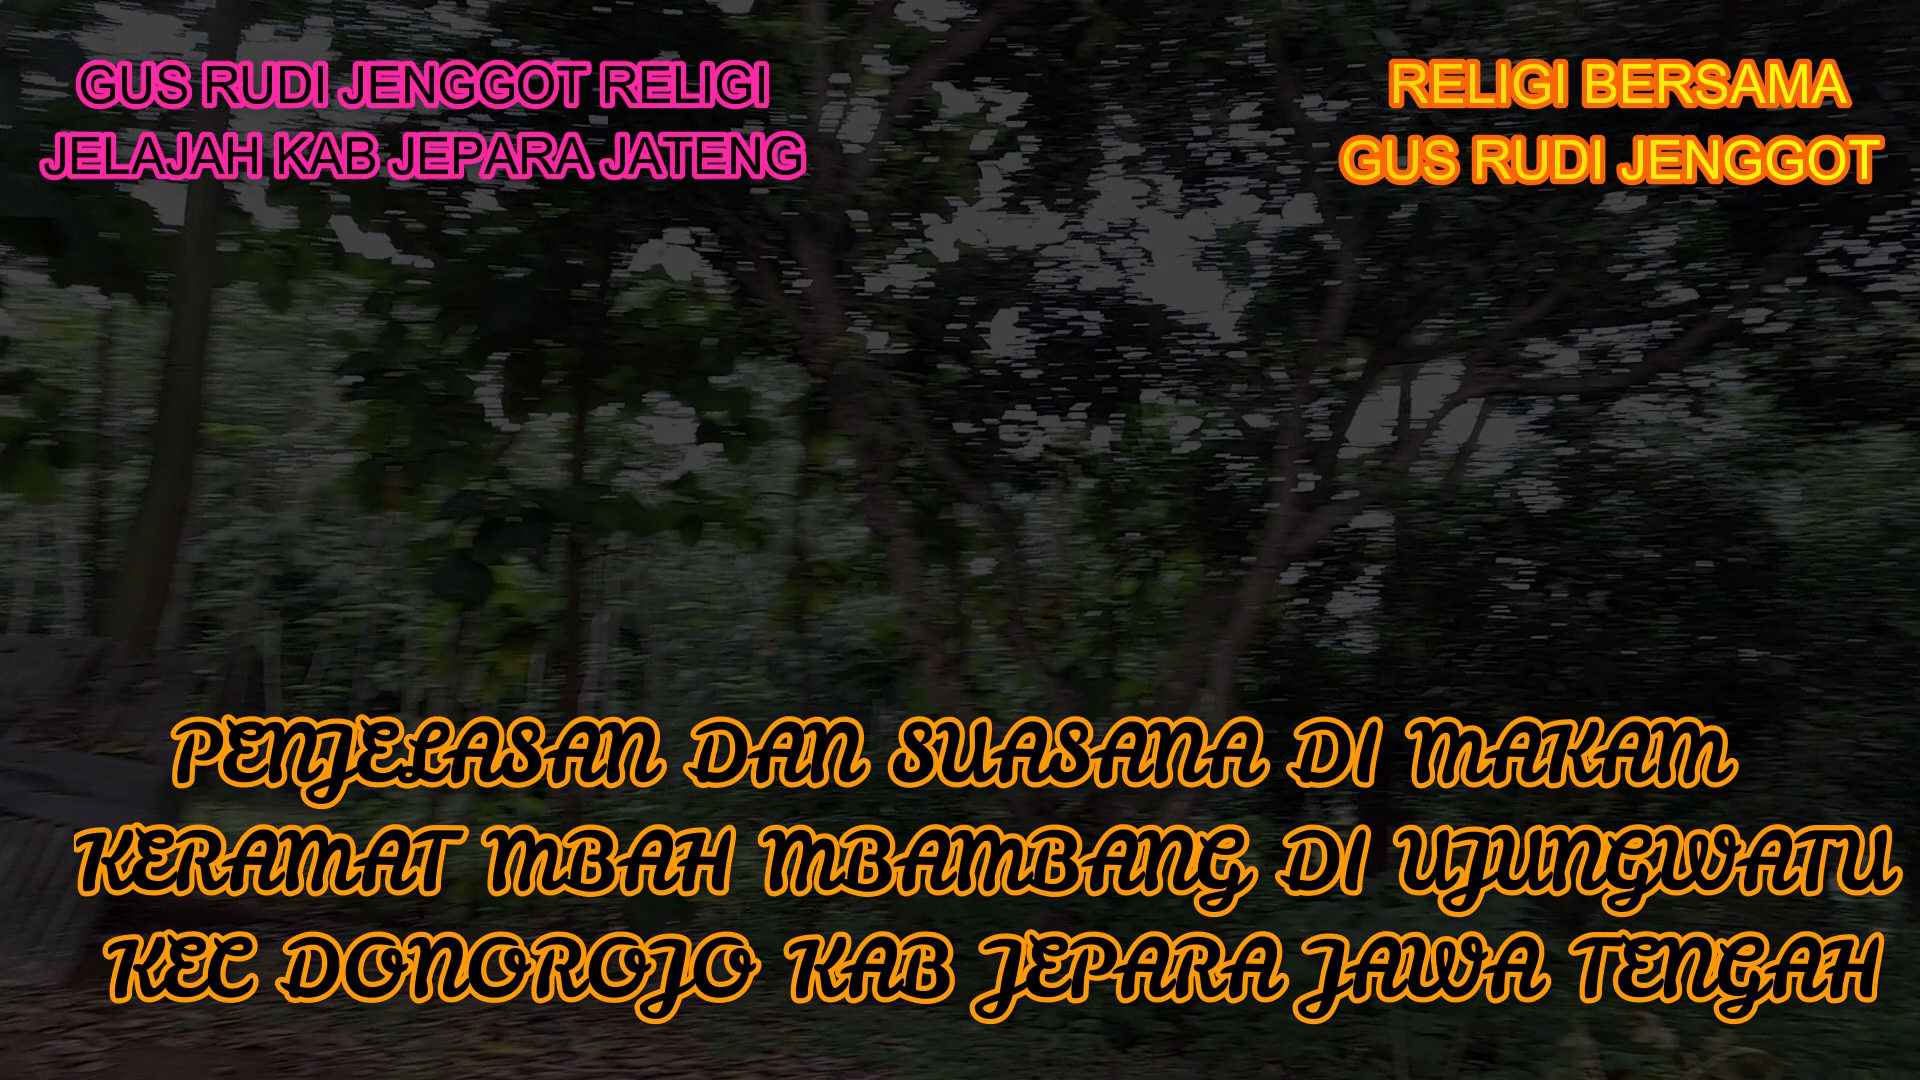 GUS RUDI JENGGOT RELIGI
JELAJAH KAB JEPARA JATENG
RELIGI BERSAMA
GUS RUDI JENGGOT
PENJELASAN DAN SUASANA DI MAKAM
KERAMAT MBAH MBAMBANG DI UJUNGWATU
KEC DONOROJO KAB JEPARA JAWA TENGAH